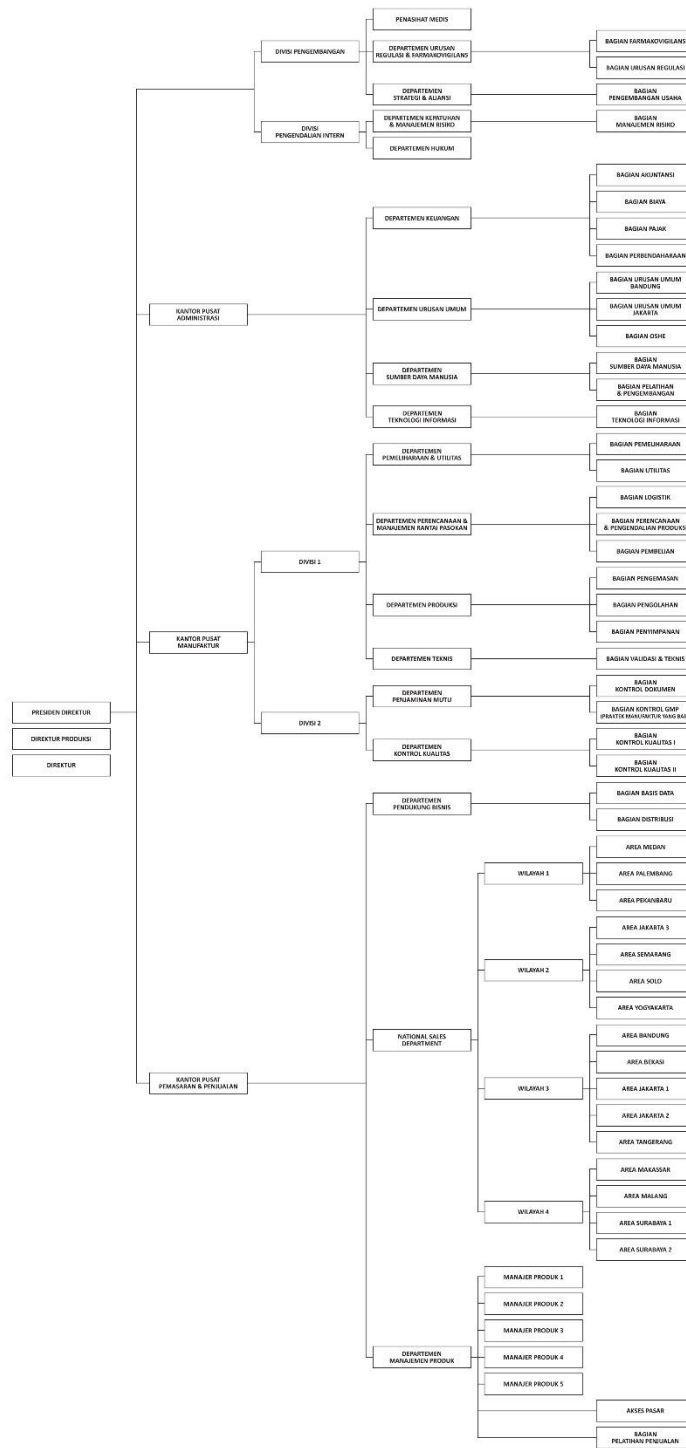 PENASIHAT MEDIS
DIVISI PENGEMBANGAN
DEPARTEMEN URUSAN
REGULASI & FARMAKOVIGILANS
BAGIAN FARMAKOVIGILANS
BAGIAN URUSAN REGULASI
DEPARTEMEN
STRATEGI & ALIANSI
BAGIAN
PENGEMBANGAN USAHA
DIVISI
PENGENDALIAN INTERN
DEPARTEMEN KEPATUHAN
& MANAJEMEN RISIKO
BAGIAN
MANAJEMEN RISIKO
DEPARTEMEN HUKUM
KANTOR PUSAT
ADMINISTRASI
DEPARTEMEN KEUANGAN
BAGIAN AKUNTANSI
BAGIAN BIAYA
BAGIAN PAJAK
BAGIAN PERBENDAHARAAN
DEPARTEMEN URUSAN UMUM
BAGIAN URUSAN UMUM
BANDUNG
BAGIAN URUSAN UMUM
JAKARTA
BAGIAN OSHE
DEPARTEMEN
SUMBER DAYA MANUSIA
BAGIAN
SUMBER DAYA MANUSIA
BAGIAN PELATIHAN
& PENGEMBANGAN
DEPARTEMEN
TEKNOLOGI INFORMASI
BAGIAN
TEKNOLOGI INFORMASI
PRESIDEN DIREKTUR
DIREKTUR PRODUKSI
DIREKTUR
KANTOR PUSAT
MANUFAKTUR
DIVISI 1
DEPARTEMEN
PEMELIHARAAN & UTILITAS
BAGIAN PEMELIHARAAN
BAGIAN UTILITAS
DEPARTEMEN PERENCANAAN &
MANAJEMEN RANTAI PASOKAN
BAGIAN LOGISTIK
BAGIAN PERENCANAAN
& PENGENDALIAN PRODUKSI
BAGIAN PEMBELIAN
DEPARTEMEN PRODUKSI
BAGIAN PENGEMASAN
BAGIAN PENGOLAHAN
BAGIAN PENYIMPANAN
DEPARTEMEN TEKNIS
BAGIAN VALIDASI & TEKNIS
DIVISI 2
DEPARTEMEN
PENJAMINAN MUTU
BAGIAN
KONTROL DOKUMEN
BAGIAN KONTROL GMP
(PRAKTEK MANUFAKTUR YANG BAI
DEPARTEMEN
KONTROL KUALITAS
BAGIAN
KONTROL KUALITAS I
BAGIAN
KONTROL KUALITAS II
KANTOR PUSAT
PEMASARAN & PENJUALAN
DEPARTEMEN
PENDUKUNG BISNIS
BAGIAN BASIS DATA
BAGIAN DISTRIBUSI
NATIONAL SALES
DEPARTMENT
WILAYAH 1
AREA MEDAN
AREA PALEMBANG
AREA PEKANBARU
WILAYAH 2
AREA JAKARTA 3
AREA SEMARANG
AREA SOLO
AREA YOGYAKARTA
WILAYAH 3
AREA BANDUNG
AREA BEKASI
AREA JAKARTA 1
AREA JAKARTA 2
AREA TANGERANG
WILAYAH 4
AREA MAKASSAR
AREA MALANG
AREA SURABAYA 1
AREA SURABAYA 2
DEPARTEMEN
MANAJEMEN PRODUK
MANAJER PRODUK 1
MANAJER PRODUK 2
MANAJER PRODUK 3
MANAJER PRODUK 4
MANAJER PRODUK 5
AKSES PASAR
BAGIAN
PELATIHAN PENJUALAN